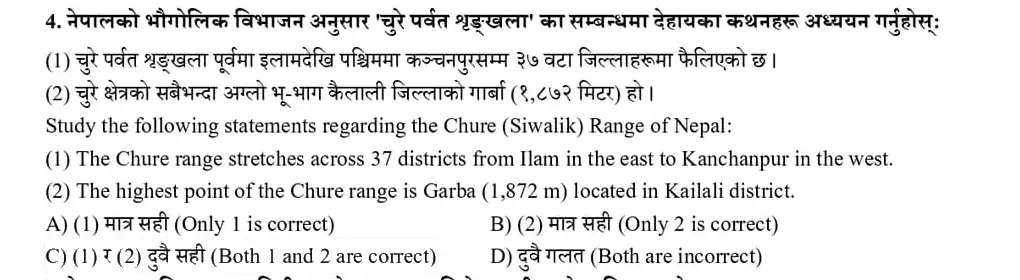 4. नेपालको भौगोलिक विभाजन अनुसार 'चुरे पर्वत श्रृङ्खला' का सम्बन्धमा देहायका कथनहरू अध्ययन गर्नुहोस्:
(1) चुरे पर्वत श्रृङ्खला पूर्वमा इलामदेखि पश्चिममा कञ्चनपुरसम्म ३७ वटा जिल्लाहरूमा फैलिएको छ।
(2) चुरे क्षेत्रको सबैभन्दा अग्लो भू-भाग कैलाली जिल्लाको गार्बा (१,८७२ मिटर) हो।
Study the following statements regarding the Chure (Siwalik) Range of Nepal:
(1) The Chure range stretches across 37 districts from Ilam in the east to Kanchanpur in the west.
(2) The highest point of the Chure range is Garba (1,872 m) located in Kailali district.
A) (1) मात्र सही (Only 1 is correct) B) (2) मात्र सही (Only 2 is correct)
C) (1) र (2) दुवै सही (Both 1 and 2 are correct) D) दुवै गलत (Both are incorrect)